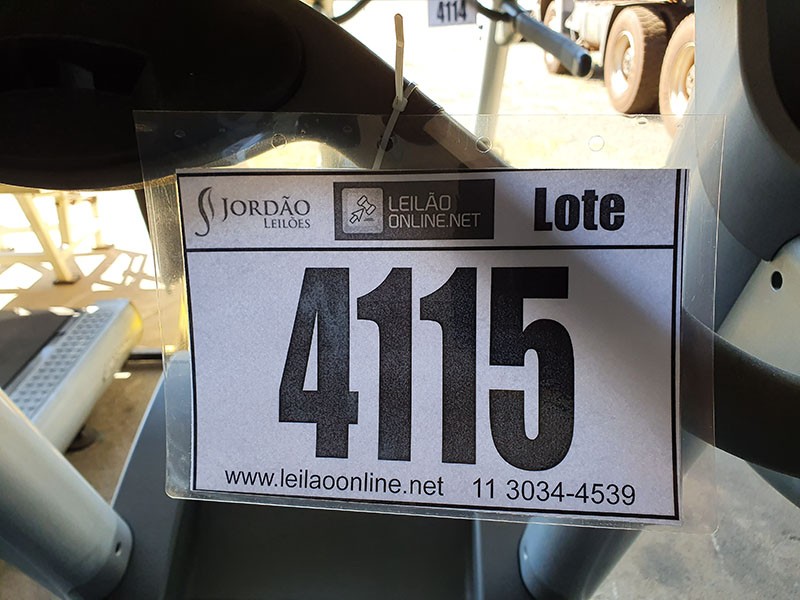 4114
JORDÃO
LEILÕES
LEILÃO
ONLINE.NET
Lote
4115
www.leilaoonline.net 11 3034-4539